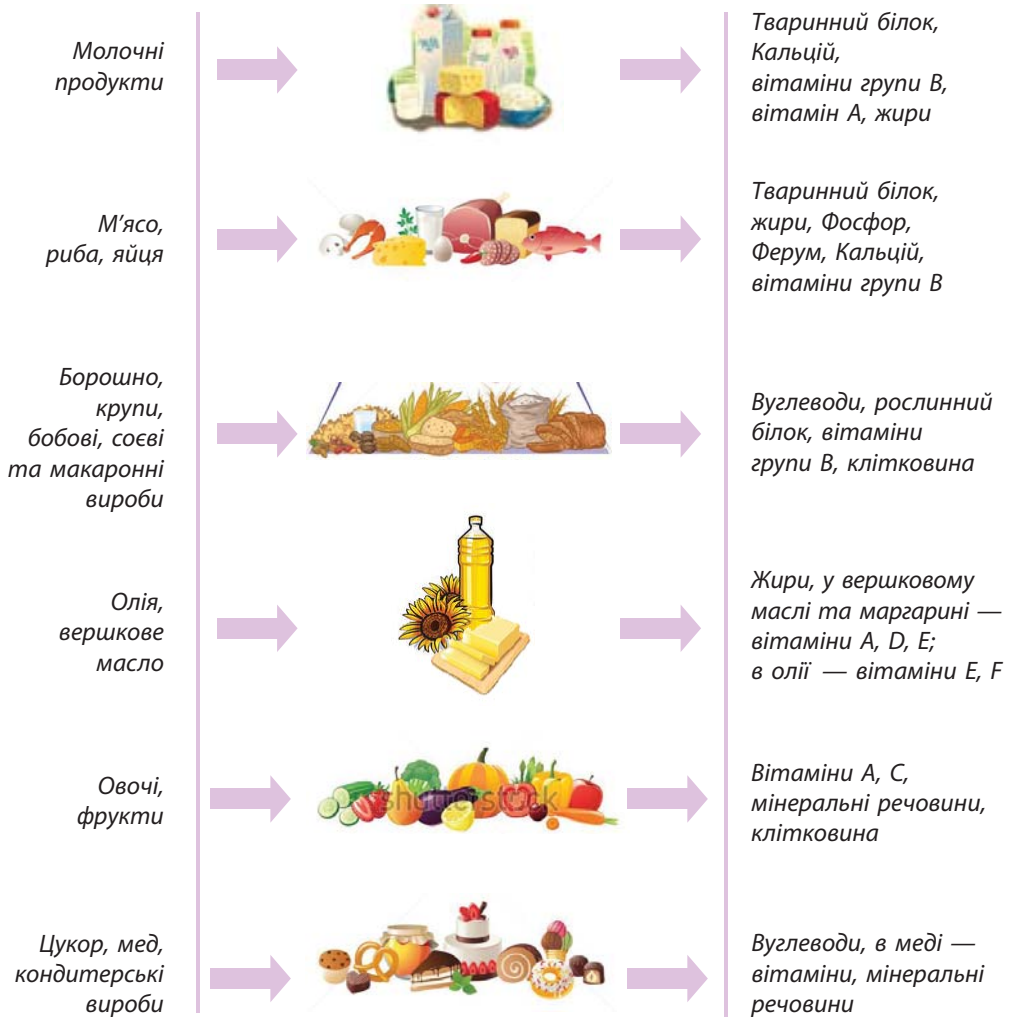 Молочні
продукти
Тваринний білок,
Кальцій,
вітаміни групи B,
вітамін A, жири
М’ясо,
риба, яйця
Тваринний білок,
жири, Фосфор,
Ферум, Кальцій,
вітаміни групи B
Борошно,
крупи,
бобові, соєві
та макаронні
вироби
Вуглеводи, рослинний
білок, вітаміни
групи B, клітковина
Олія,
вершкове
масло
Жири, у вершковому
маслі та маргарині —
вітаміни A, D, E;
в олії — вітаміни E, F
Овочі,
фрукти
shutterstock
Вітаміни A, C,
мінеральні речовини,
клітковина
Цукор, мед,
кондитерські
вироби
Вуглеводи, в меді —
вітаміни, мінеральні
речовини